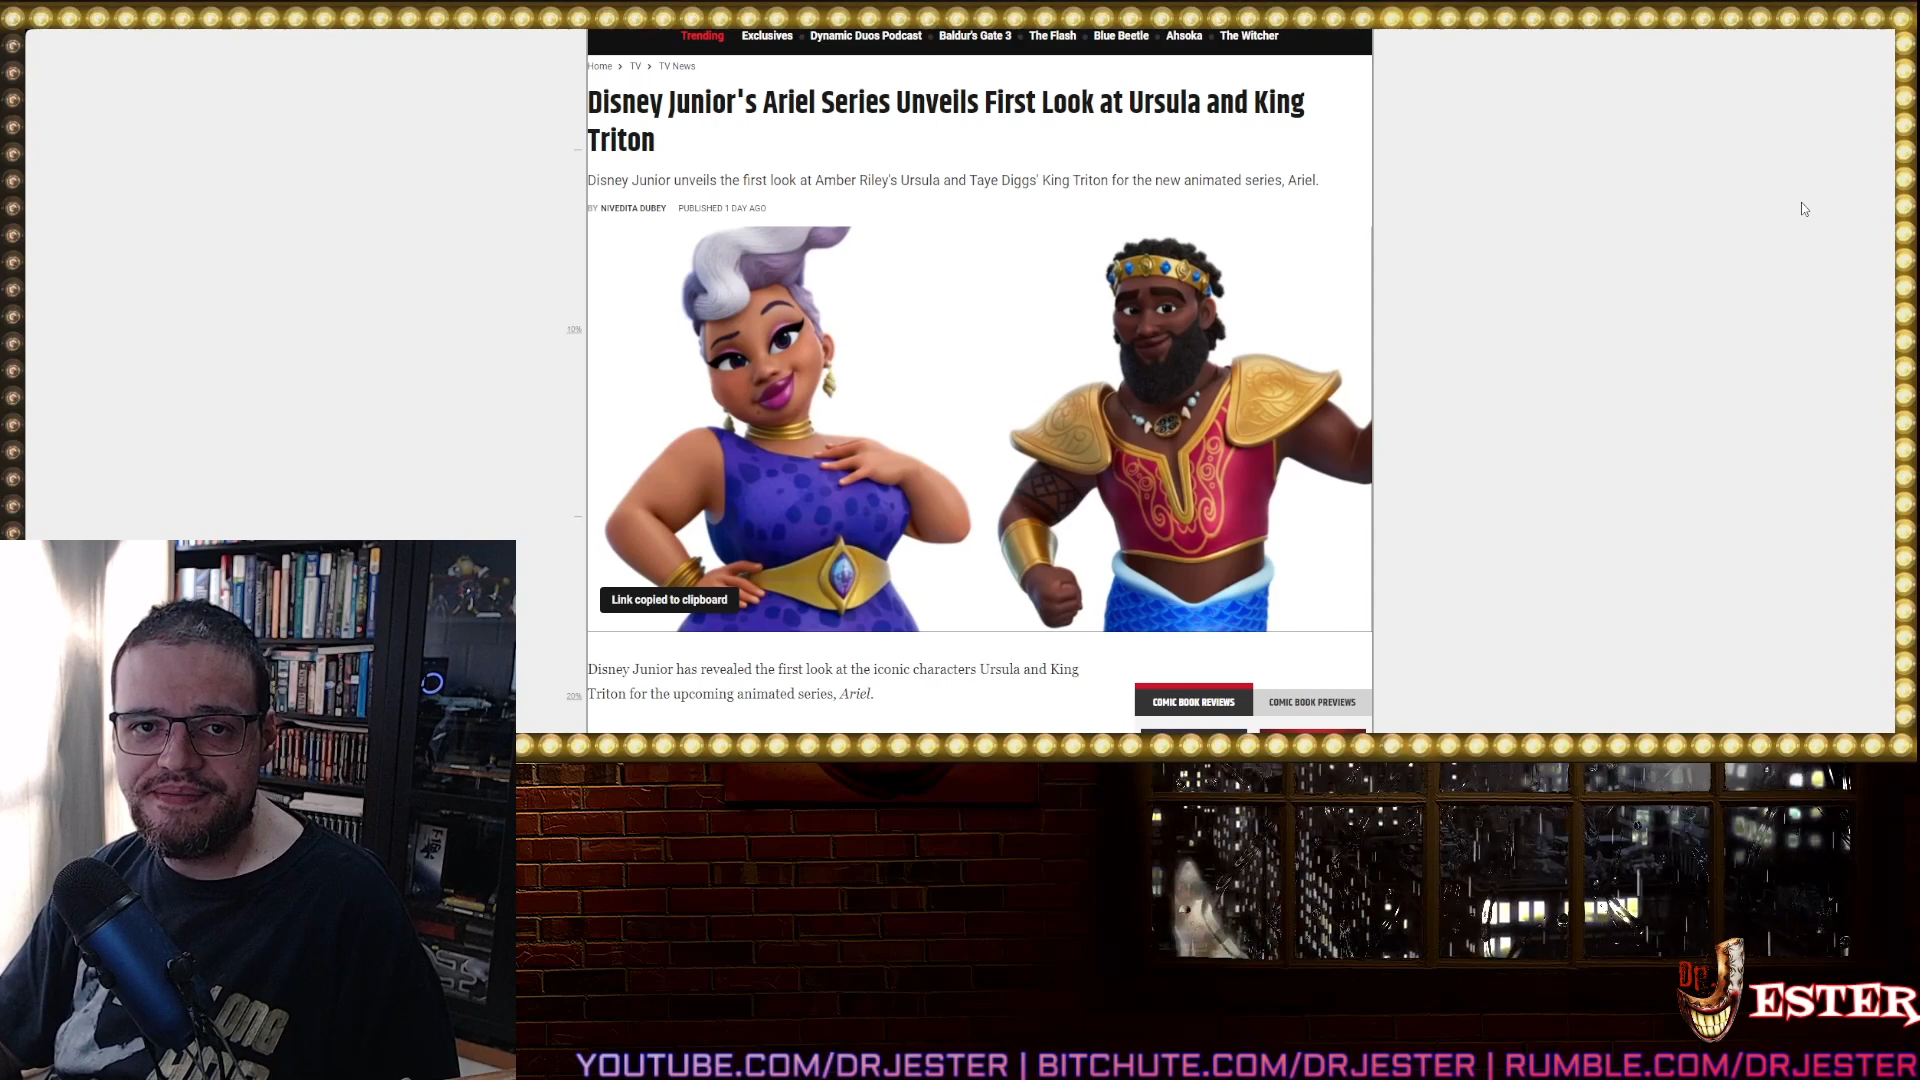 Trending Exclusives Dynamic Duos Podcast Baldur's Gate 3 The Flash Blue Beetle Ahsoka The Witcher
Home > TV > TV News
Disney Junior's Ariel Series Unveils First Look at Ursula and King
Triton
Disney Junior unveils the first look at Amber Riley's Ursula and Taye Diggs' King Triton for the new animated series, Ariel.
BY NIVEDITA DUBEY PUBLISHED 1 DAY AGO
10%
Link copied to clipboard
Disney Junior has revealed the first look at the iconic characters Ursula and King
Triton for the upcoming animated series, Ariel.
20%
COMIC BOOK REVIEWS COMIC BOOK PREVIEWS
Dr JESTER
YOUTUBE.COM/DRJESTER | BITCHUTE.COM/DRJESTER | RUMBLE.COM/DRJESTER